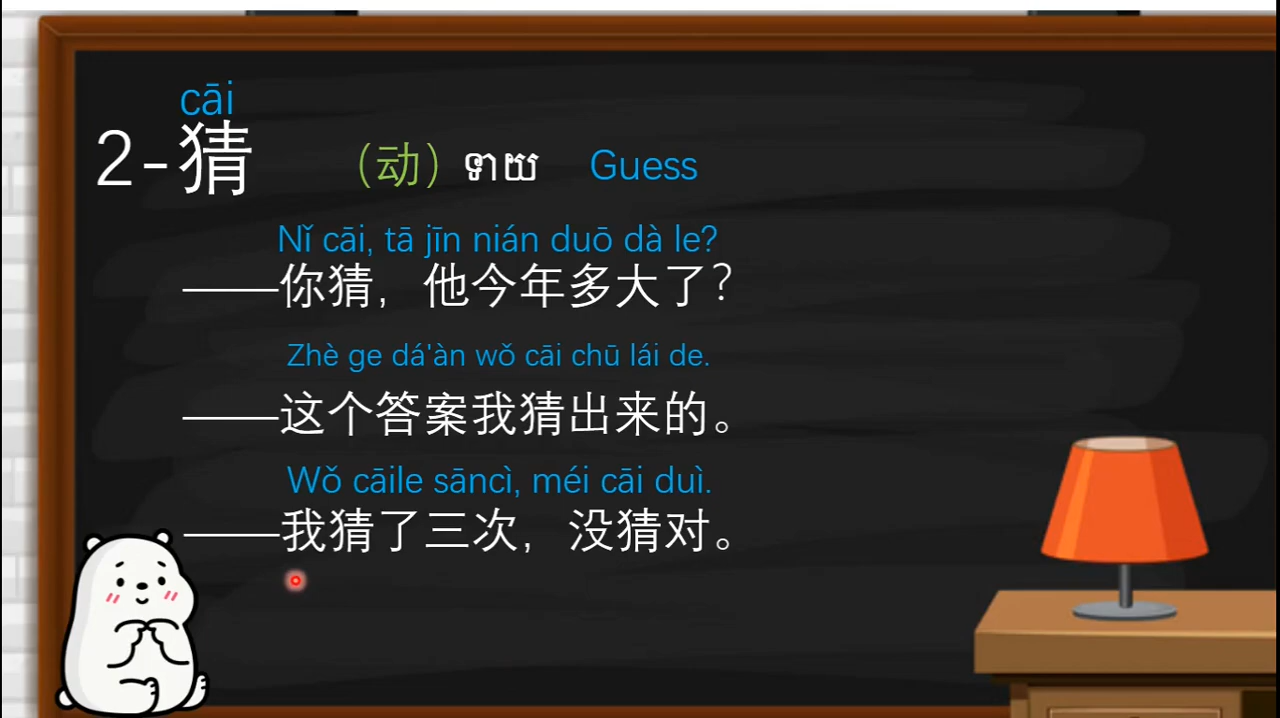 cāi
2-猜 (动) ទាយ Guess
Nǐ cāi, tā jīn nián duō dà le?
——你猜，他今年多大了?
Zhè ge dá'àn wǒ cāi chū lái de.
——这个答案我猜出来的。
Wǒ cāile sāncì, méi cāi duì.
——我猜了三次，没猜对。